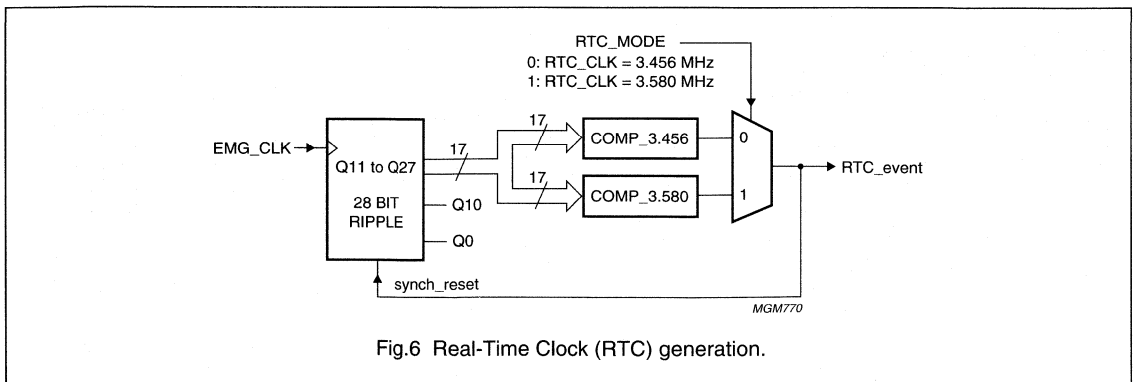 RTC_MODE
0: RTC_CLK = 3.456 MHz
1: RTC_CLK = 3.580 MHz
EMG_CLK
Q11 to Q27
28 BIT
RIPPLE
17
Q10
Q0
17
17
COMP_3.456
COMP_3.580
0
1
RTC_event
synch_reset
MGM770
Fig.6 Real-Time Clock (RTC) generation.